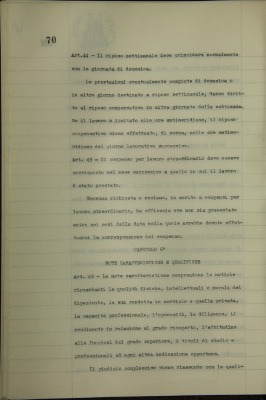 70
Art.44 - Il riposo settimanale deve coincidere normalmente
con la giornata di domenica.
Le prestazioni eventualmente compute di domenica o
in altro giorno destinato a riposo settimanale, danno dirit-
to al riposo compensativo in altra giornata della settimana.
Se il lavoro è limitato alle ore antimeridiane, il riposo
compensativo viene effettuato, di norma, nelle ore antime-
ridiane del giorno lavorativo successivo.
Art. 45 - Il compenso per lavoro straordinario deve essere
corrisposto nel mese successivo a quello in cui il lavoro
è stato prestato.
Nessuna richiesta o reclamo, in merito a compensi per
lavoro straordinario, ha efficacia ove non sia presentato
entro sei mesi dalla data nella quale avrebbe dovuto effet-
tuarsi la corresponsione del compenso.
CAPITOLO 6°
NOTE CARATTERISTICHE E QUALIFICHE
Art. 46 - Le note caratteristiche comprendono le notizie
riguardanti le qualità fisiche, intellettuali e morali del
dipendente, la sua condotta in servizio e quella privata,
la capacità professionale, l'operosità, la diligenza, il
rendimento in relazione al grado ricoperto, l'attitudine
alle funzioni del grado superiore, i titoli di studio e
professionali ed ogni altra indicazione opportuna.
Il giudizio complessivo viene riassunto con la quali-